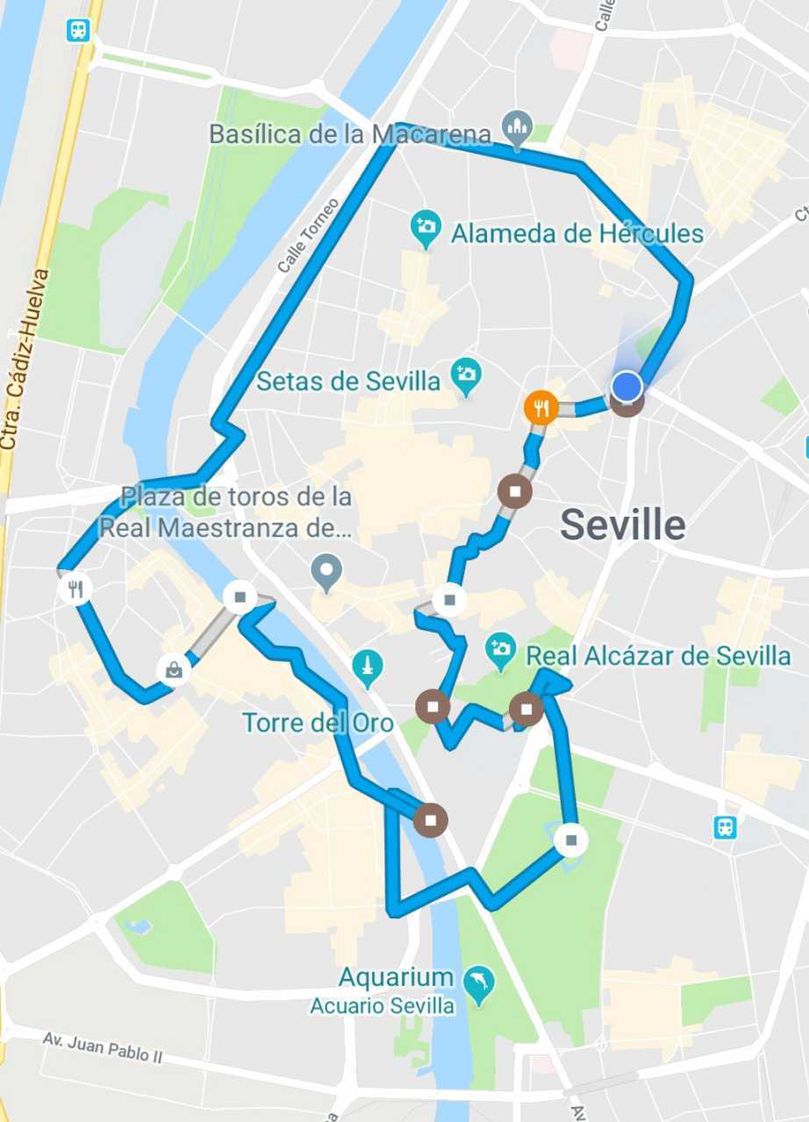 Calle
Basílica de la Macarena
Calle Torneo
Alameda de Hércules
Ct
Ctra. Cádiz-Huelva
Setas de Sevilla
Plaza de toros de la
Real Maestranza de...
Seville
Real Alcázar de Sevilla
Torre del Oro
Aquarium
Acuario Sevilla
Av. Juan Pablo II
Av